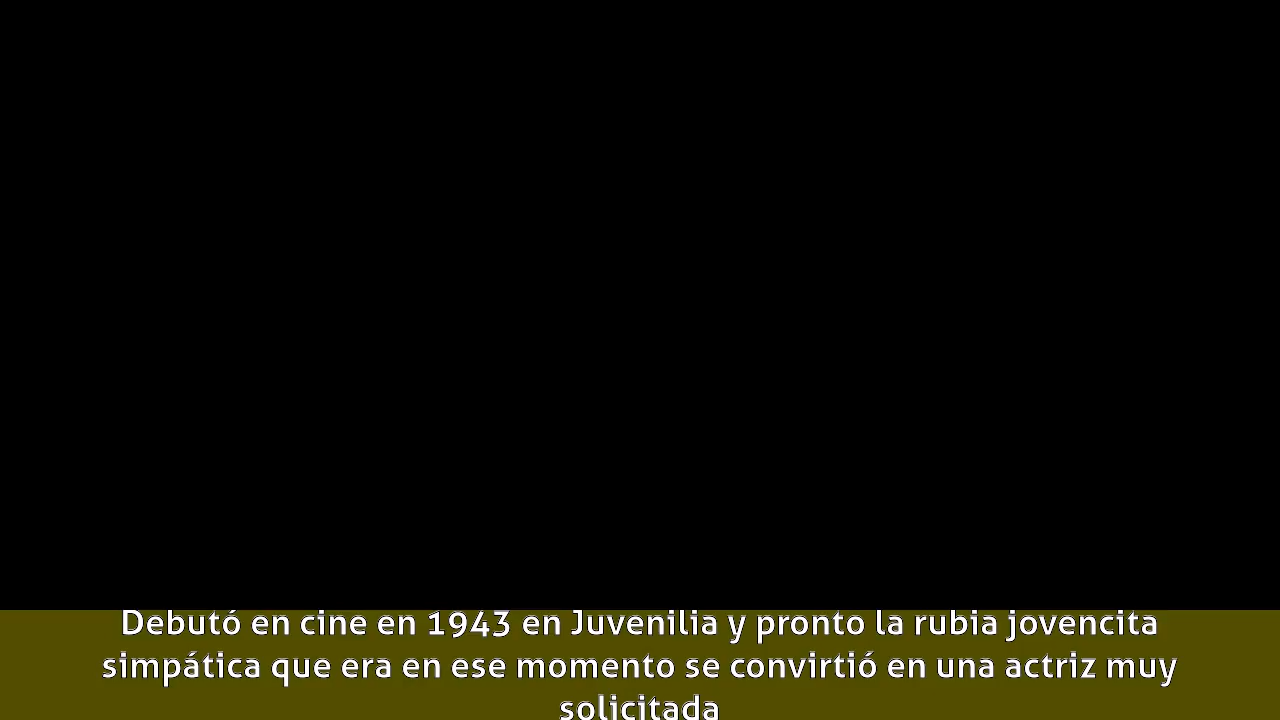 Debutó en cine en 1943 en Juvenilia y pronto la rubia jovencita
simpática que era en ese momento se convirtió en una actriz muy
solicitada